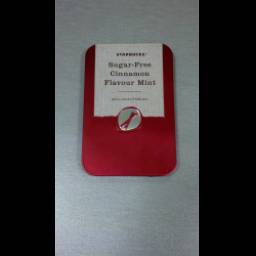 STARBUCKS
Sugar-Free
Cinnamon
Flavour Mint